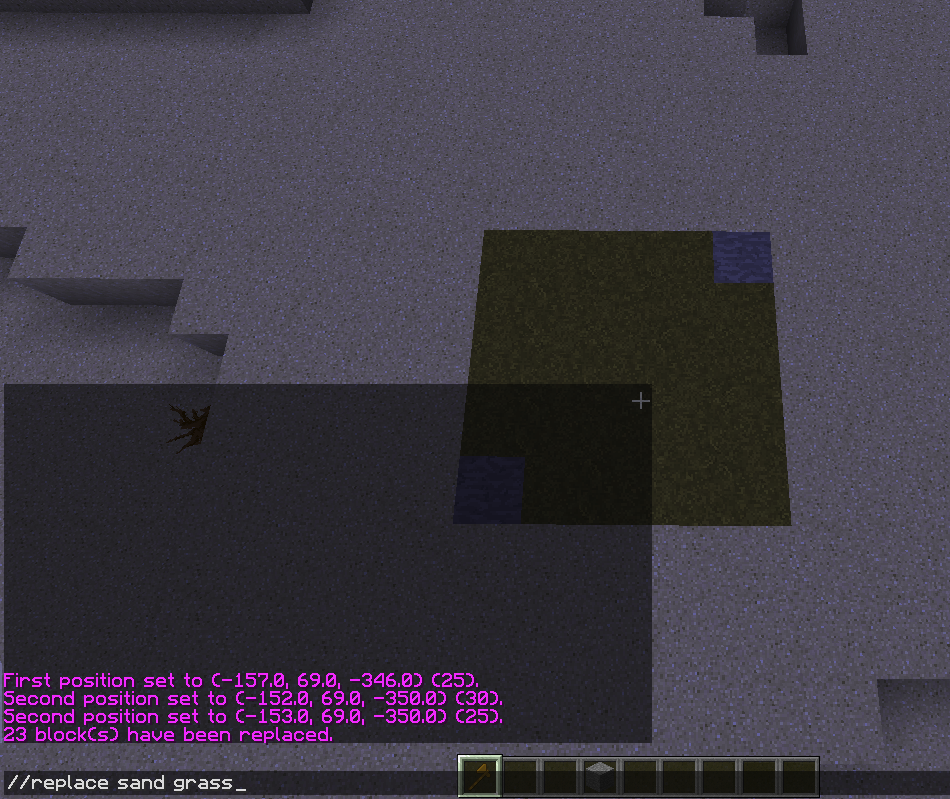 First position set to (-157.0, 69.0, -346.0) (25).
Second position set to (-152.0, 69.0, -350.0) (30).
Second position set to (-153.0, 69.0, -350.0) (25).
23 block(s) have been replaced.
//replace sand grass_